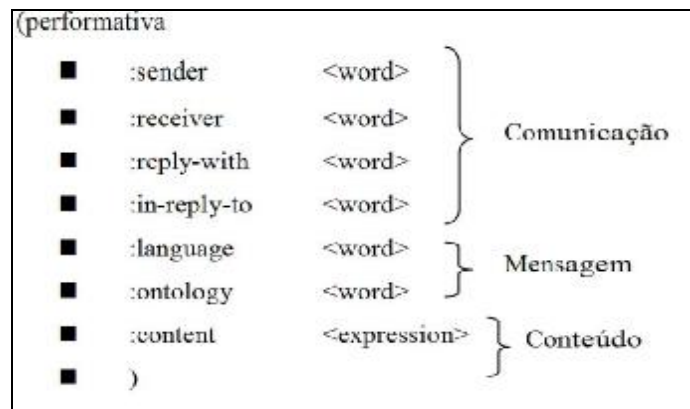 (performativa
■ :sender <word>
■ :receiver <word>
Comunicação
■ :reply-with <word>
■ :in-reply-to <word>
■ :language <word>
Mensagem
■ :ontology <word>
■ :content <expression>
Conteúdo
■ )